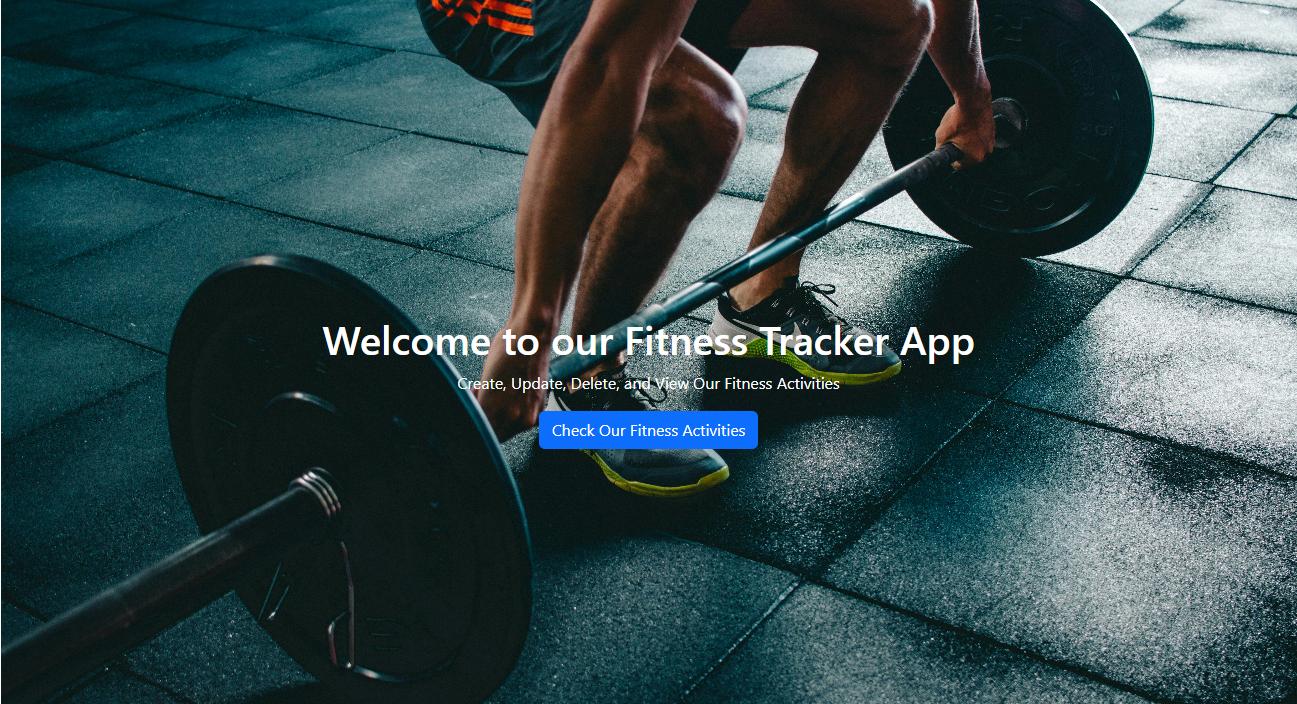 Welcome to our Fitness Tracker App
Create, Update, Delete, and View Our Fitness Activities
Check Our Fitness Activities